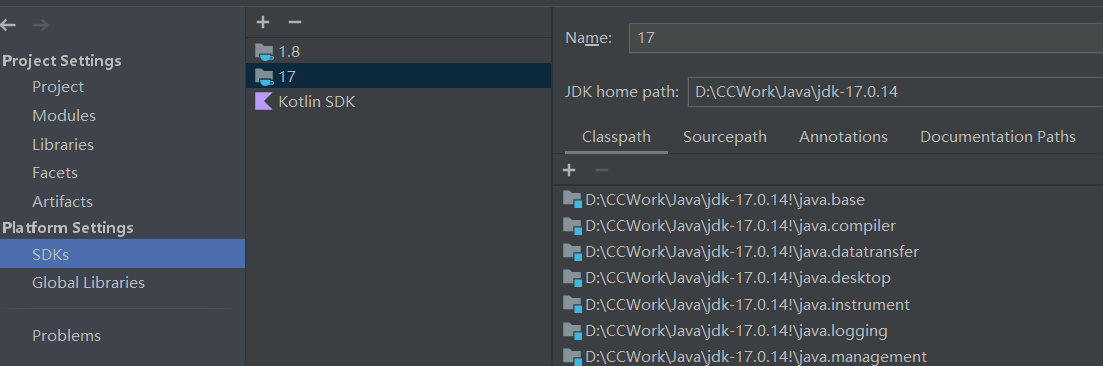 Project Settings
Project
Modules
Libraries
Facets
Artifacts
Platform Settings
SDKs
Global Libraries
Problems
1.8
17
Kotlin SDK
Name: 17
JDK home path: D:\CCWork\Java\jdk-17.0.14
Classpath Sourcepath Annotations Documentation Paths
D:\CCWork\Java\jdk-17.0.14!\java.base
D:\CCWork\Java\jdk-17.0.14!\java.compiler
D:\CCWork\Java\jdk-17.0.14!\java.datatransfer
D:\CCWork\Java\jdk-17.0.14!\java.desktop
D:\CCWork\Java\jdk-17.0.14!\java.instrument
D:\CCWork\Java\jdk-17.0.14!\java.logging
D:\CCWork\Java\jdk-17.0.14!\java.management